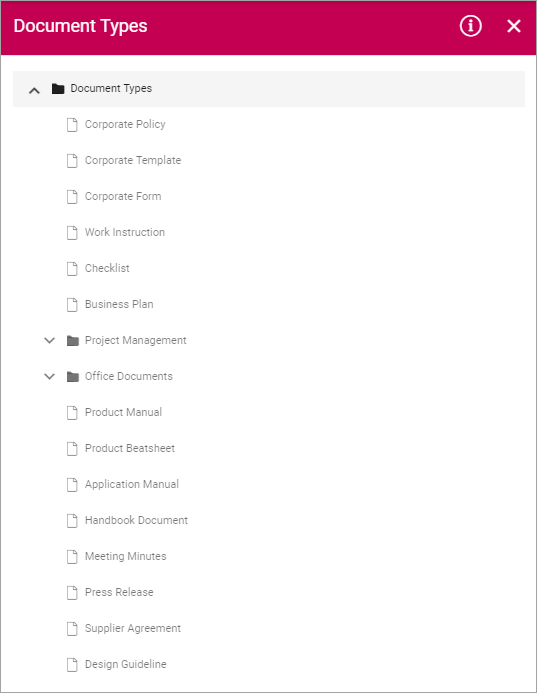 Document Types
Document Types
Corporate Policy
Corporate Template
Corporate Form
Work Instruction
Checklist
Business Plan
Project Management
Office Documents
Product Manual
Product Beatsheet
Application Manual
Handbook Document
Meeting Minutes
Press Release
Supplier Agreement
Design Guideline